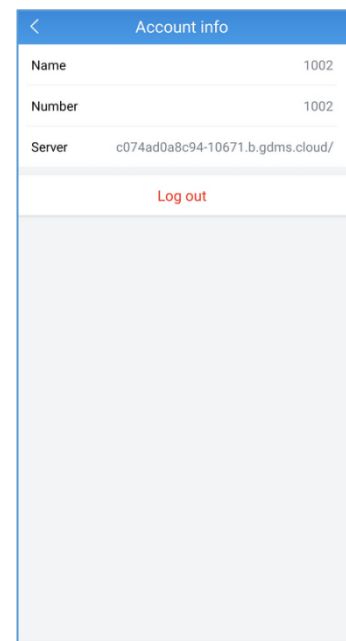 Account info
Name 1002
Number 1002
Server c074ad0a8c94-10671.b.gdms.cloud/
Log out